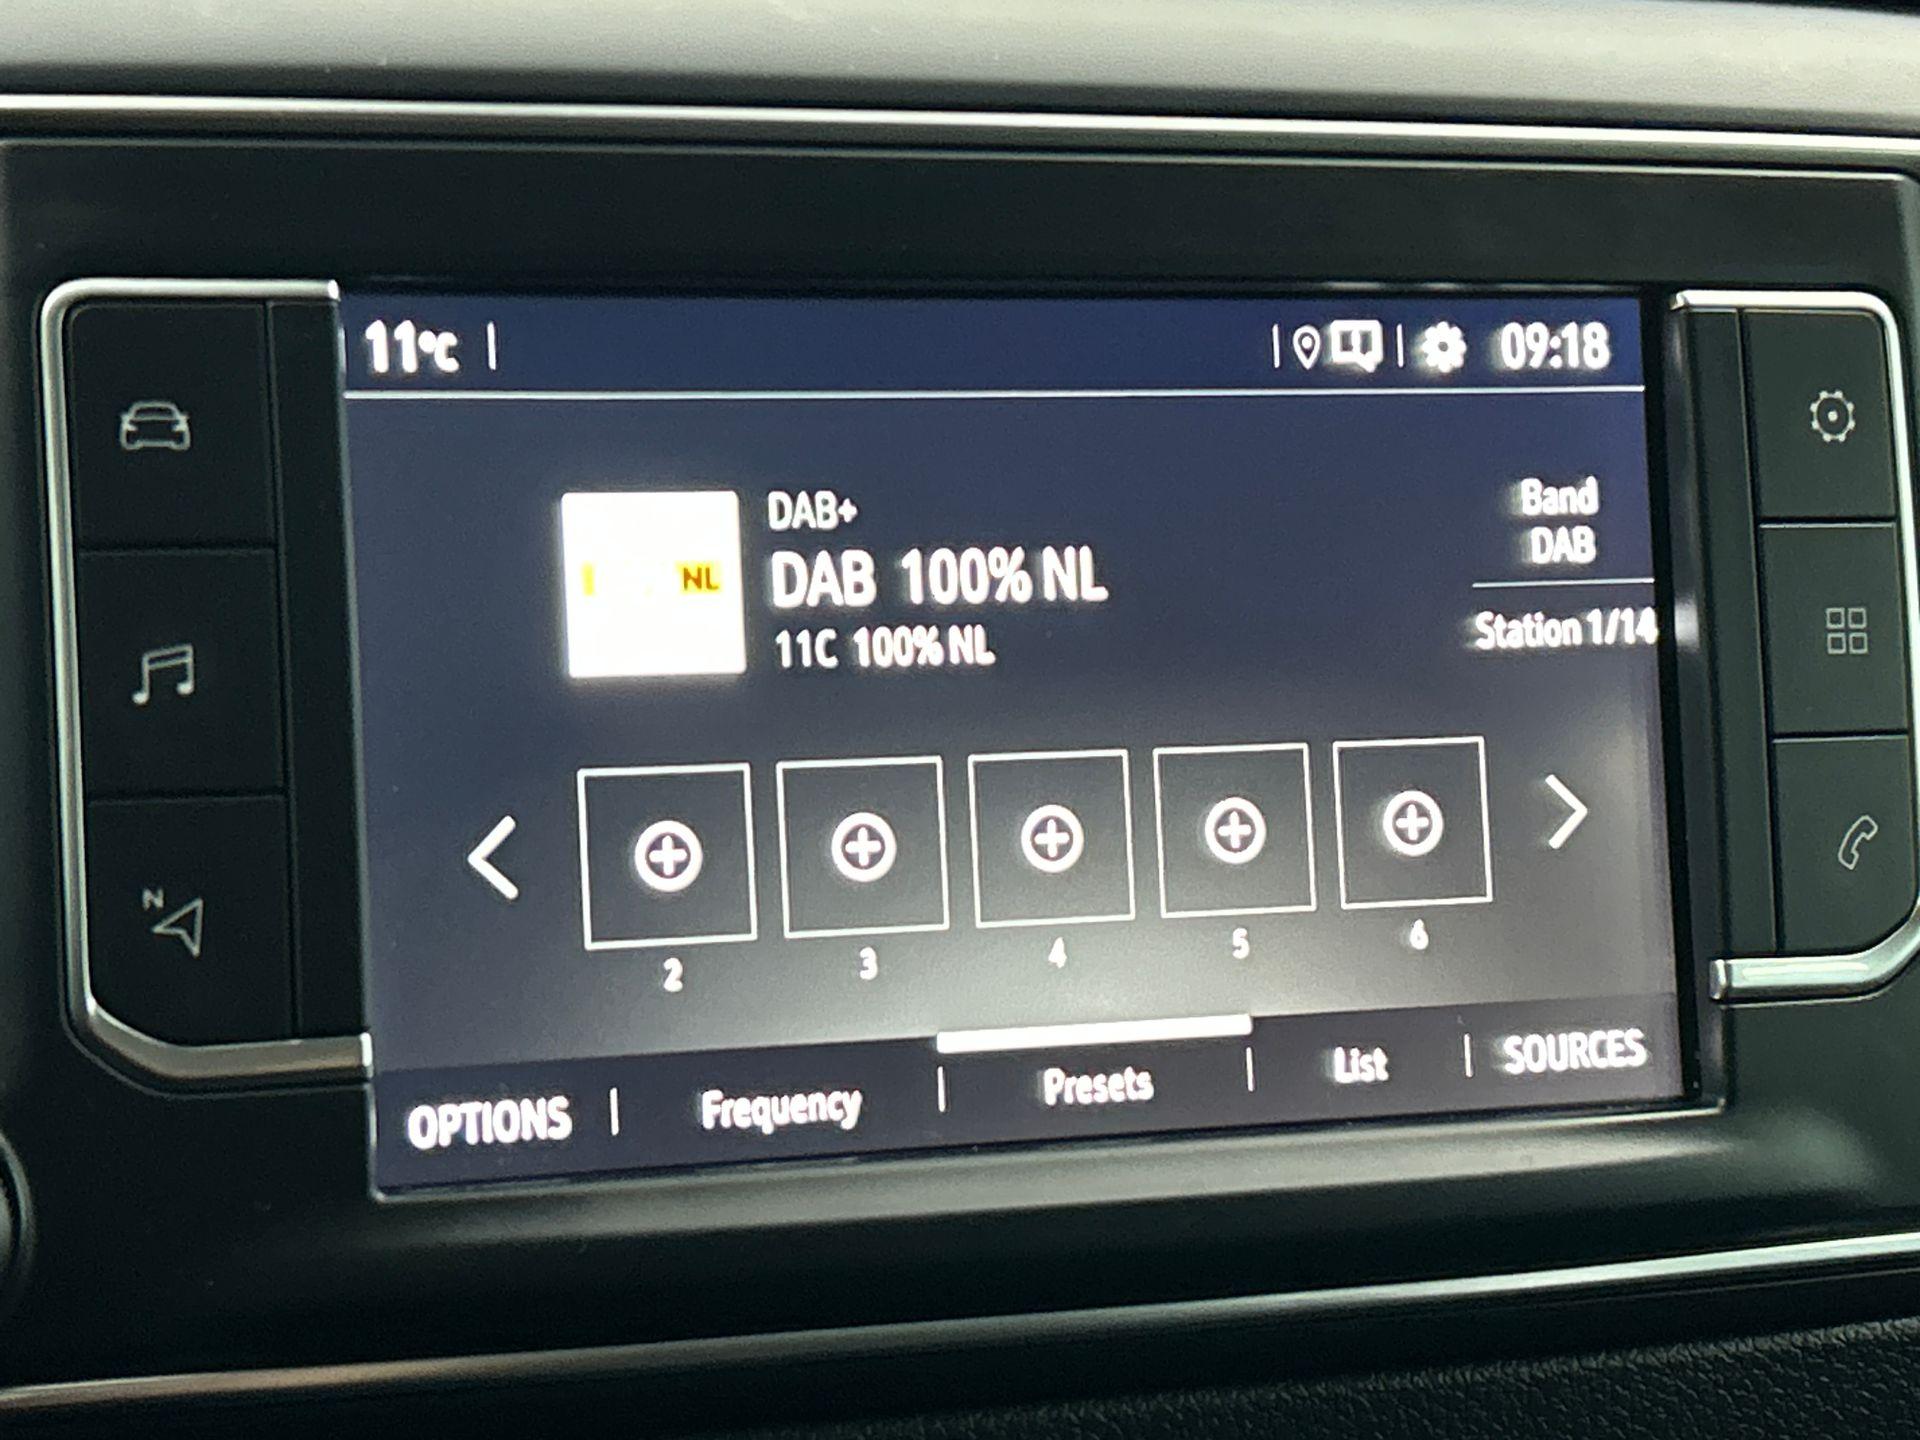 11°C
09:18
DAB+
DAB 100% NL
11C 100% NL
NL
Band
DAB
Station 1/14
2 3 4 5 6
OPTIONS Frequency Presets List SOURCES
N